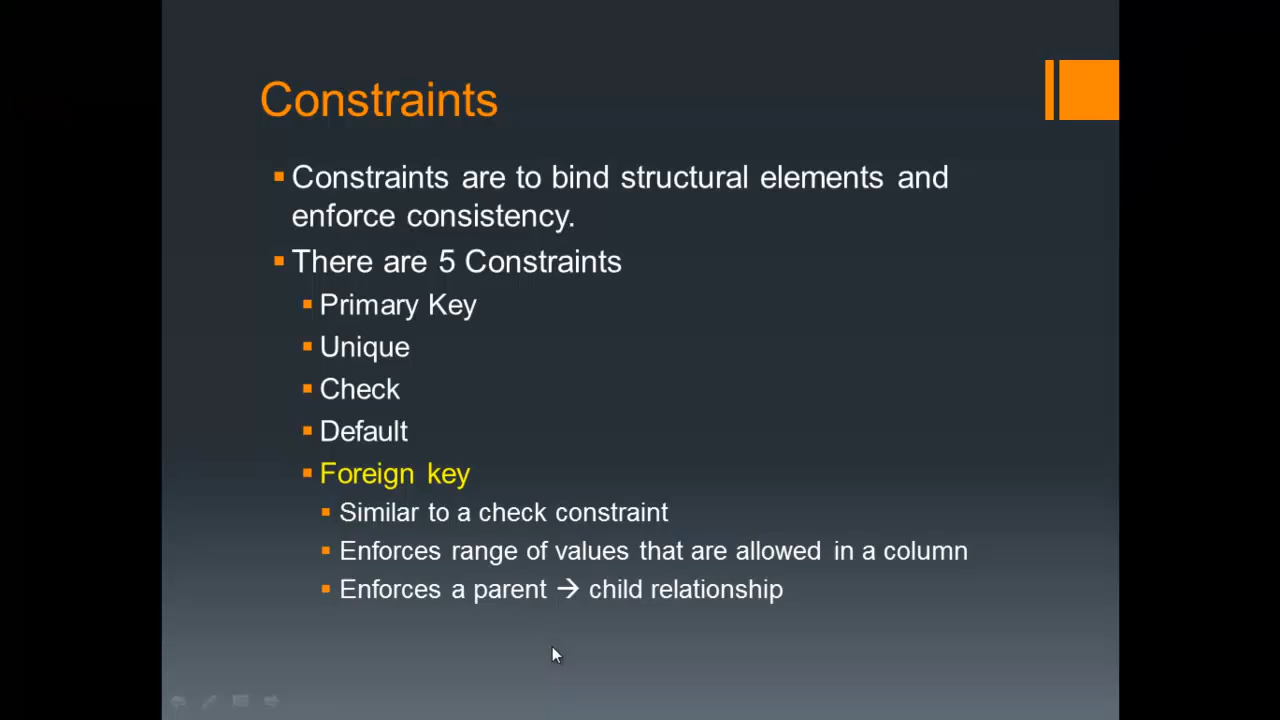 Constraints
Constraints are to bind structural elements and
enforce consistency.
There are 5 Constraints
Primary Key
Unique
Check
Default
Foreign key
Similar to a check constraint
Enforces range of values that are allowed in a column
Enforces a parent → child relationship